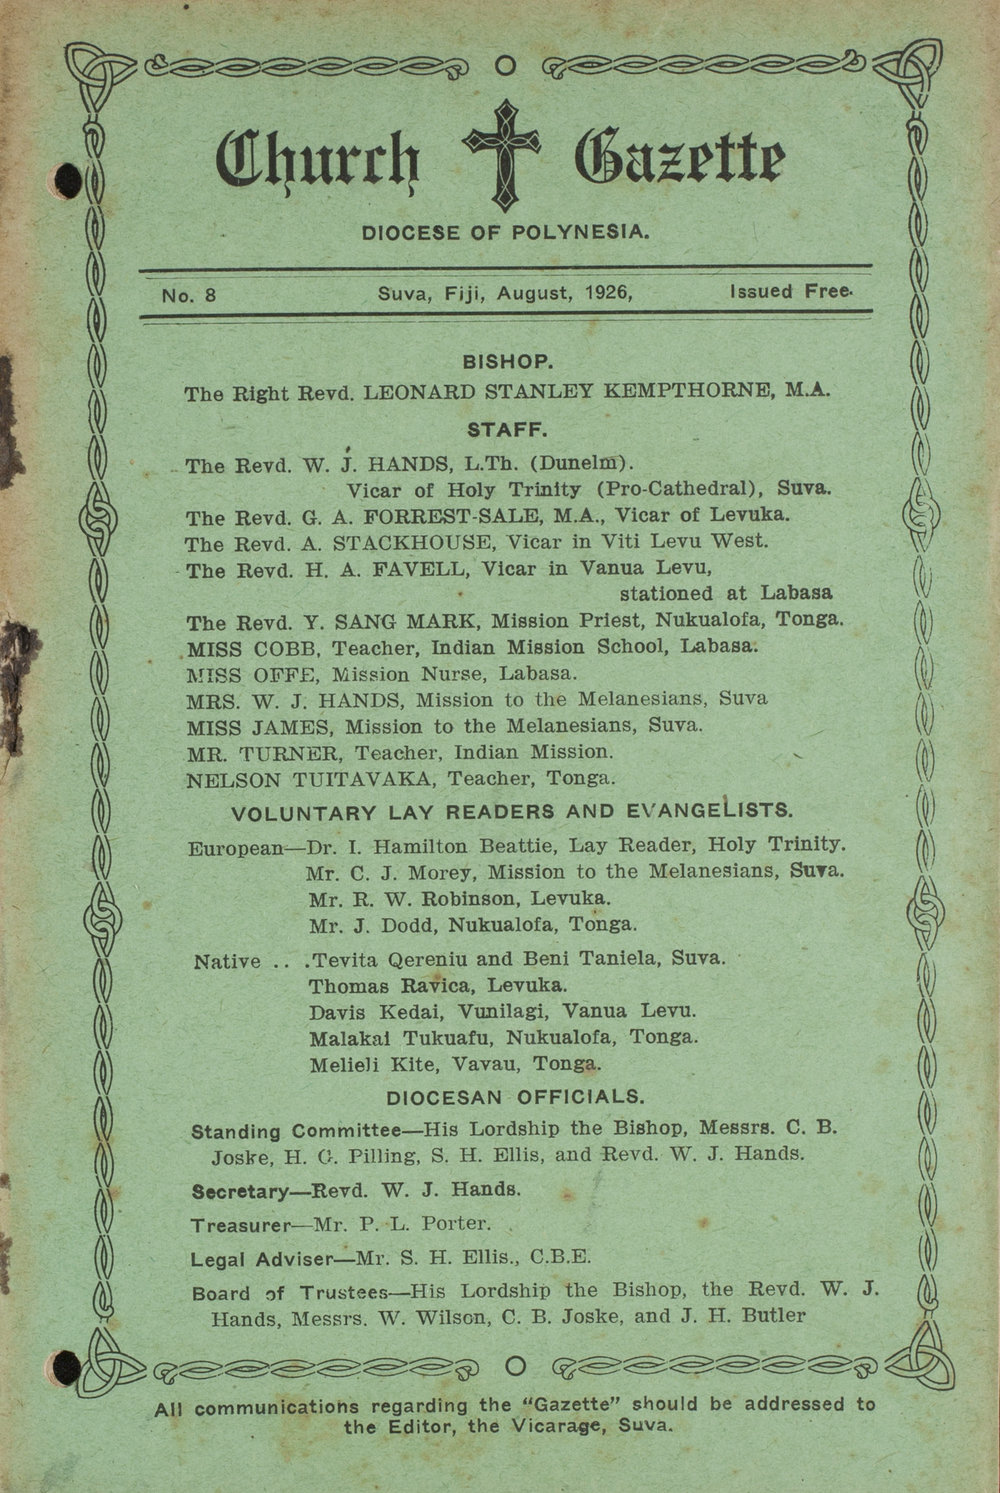 Church Gazette
DIOCESE OF POLYNESIA.
No. 8 Suva, Fiji, August, 1926, Issued Free.
BISHOP.
The Right Revd. LEONARD STANLEY KEMPTHORNE, M.A.
STAFF.
The Revd. W. J. HANDS, L.Th. (Dunelm).
Vicar of Holy Trinity (Pro-Cathedral), Suva.
The Revd. G. A. FORREST-SALE, M.A., Vicar of Levuka.
The Revd. A. STACKHOUSE, Vicar in Viti Levu West.
The Revd. H. A. FAVELL, Vicar in Vanua Levu,
stationed at Labasa
The Revd. Y. SANG MARK, Mission Priest, Nukualofa, Tonga.
MISS COBB, Teacher, Indian Mission School, Labasa.
MISS OFFE, Mission Nurse, Labasa.
MRS. W. J. HANDS, Mission to the Melanesians, Suva
MISS JAMES, Mission to the Melanesians, Suva.
MR. TURNER, Teacher, Indian Mission.
NELSON TUITAVAKA, Teacher, Tonga.
VOLUNTARY LAY READERS AND EVANGELISTS.
European—Dr. I. Hamilton Beattie, Lay Reader, Holy Trinity.
Mr. C. J. Morey, Mission to the Melanesians, Suva.
Mr. R. W. Robinson, Levuka.
Mr. J. Dodd, Nukualofa, Tonga.
Native .. .Tevita Qereniu and Beni Taniela, Suva.
Thomas Ravica, Levuka.
Davis Kedai, Vunilagi, Vanua Levu.
Malakai Tukuafu, Nukualofa, Tonga.
Melieli Kite, Vavau, Tonga.
DIOCESAN OFFICIALS.
Standing Committee—His Lordship the Bishop, Messrs. C. B.
Joske, H. G. Pilling, S. H. Ellis, and Revd. W. J. Hands.
Secretary—Revd. W. J. Hands.
Treasurer—Mr. P. L. Porter.
Legal Adviser—Mr. S. H. Ellis., C.B.E.
Board of Trustees—His Lordship the Bishop, the Revd. W. J.
Hands, Messrs. W. Wilson, C. B. Joske, and J. H. Butler
All communications regarding the "Gazette" should be addressed to
the Editor, the Vicarage, Suva.